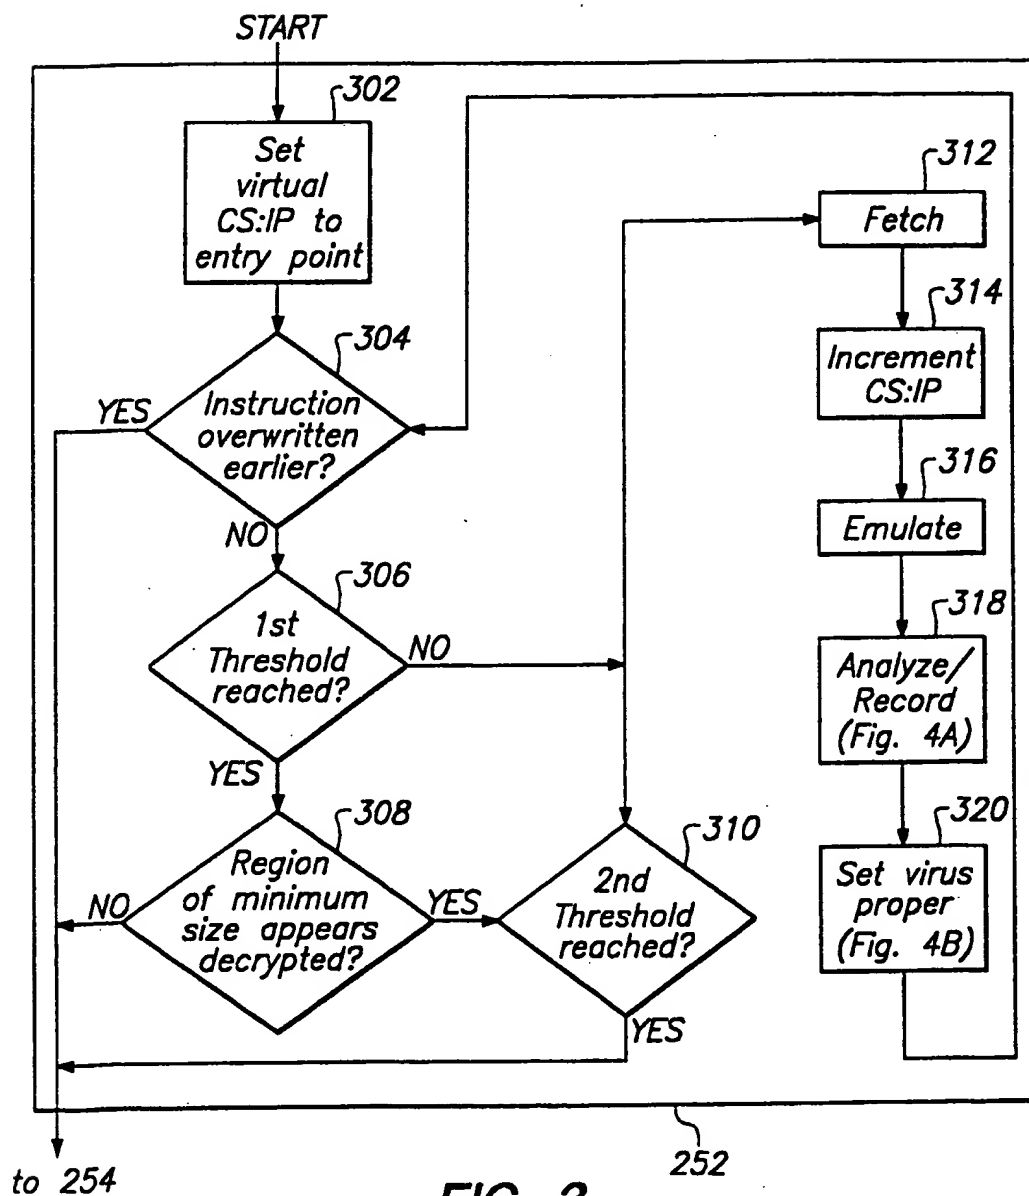 START
302
Set
virtual
CS:IP to
entry point
304
YES
Instruction
overwritten
earlier?
NO
306
1st
Threshold
reached?
NO
YES
308
NO
Region
of minimum
size appears
decrypted?
YES
310
2nd
Threshold
reached?
YES
312
Fetch
314
Increment
CS:IP
316
Emulate
318
Analyze/
Record
(Fig. 4A)
320
Set virus
proper
(Fig. 4B)
252
to 254